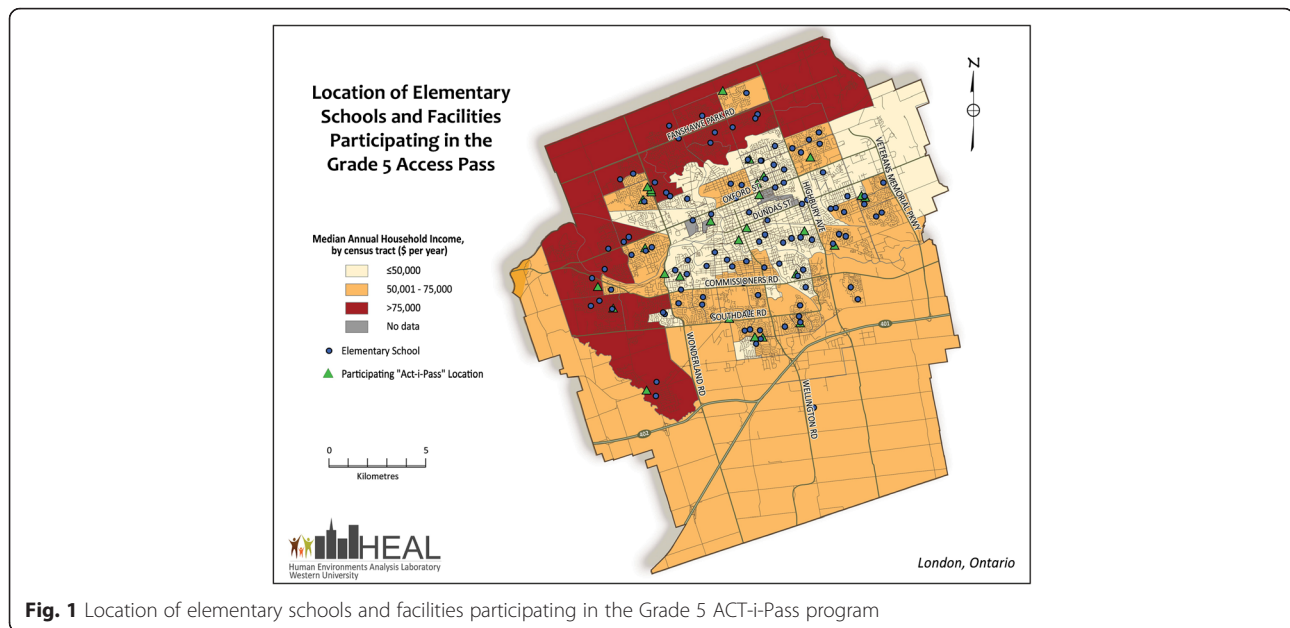 Location of Elementary
Schools and Facilities
Participating in the
Grade 5 Access Pass
Median Annual Household Income,
by census tract ($ per year)
≤50,000
50,001 - 75,000
>75,000
No data
Elementary School
Participating "Act-i-Pass" Location
0 5
Kilometres
HEAL
Human Environments Analysis Laboratory
Western University
N
FANSHAWE PARK RD
VETERANS MEMORIAL PKWY
OXFORD ST
HIGHBURY AVE
DUNDAS ST
COMMISSIONERS RD
SOUTHDALE RD
401
WONDERLAND RD
WELLINGTON RD
London, Ontario
Fig. 1 Location of elementary schools and facilities participating in the Grade 5 ACT-i-Pass program